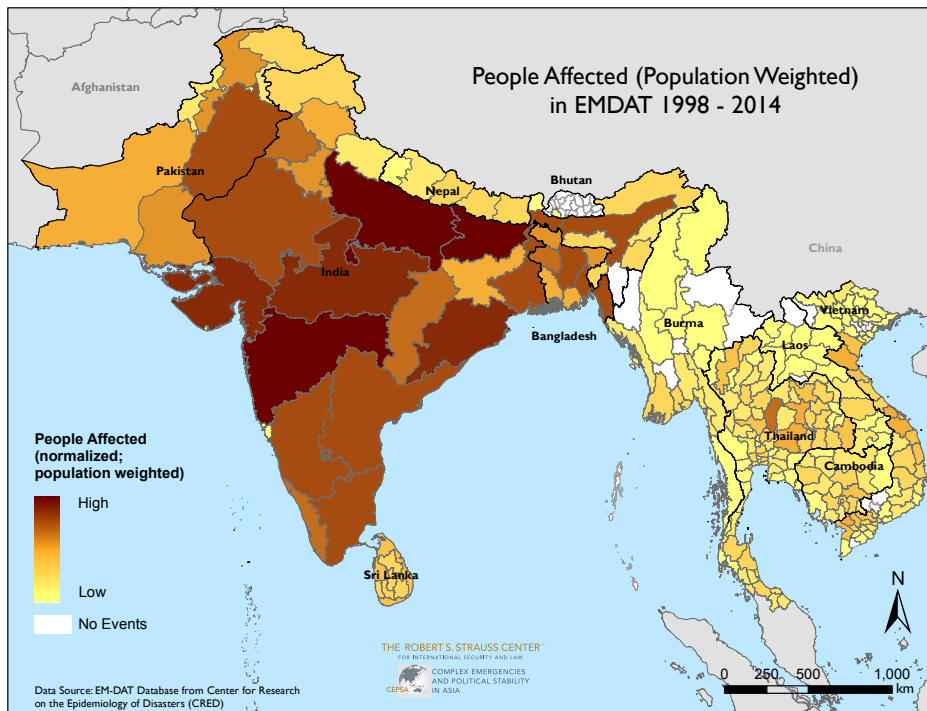 People Affected (Population Weighted)
in EMDAT 1998 - 2014
Afghanistan
Pakistan
Nepal
Bhutan
China
India
Bangladesh
Burma
Vietnam
Laos
Thailand
Cambodia
Sri Lanka
People Affected
(normalized;
population weighted)
High
Low
No Events
N
0 250 500 1,000
km
THE ROBERT S. STRAUSS CENTER
FOR INTERNATIONAL SECURITY AND LAW
CEPSA
COMPLEX EMERGENCIES
AND POLITICAL STABILITY
IN ASIA
Data Source: EM-DAT Database from Center for Research
on the Epidemiology of Disasters (CRED)